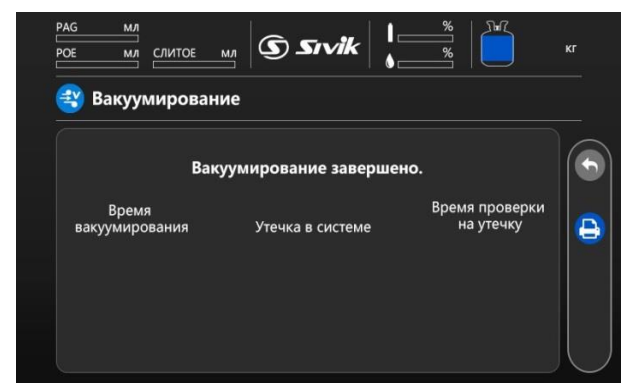 PAG мл
POE мл СЛИТОЕ мл
Sivik
%
%
кг
Вакуумирование
Вакуумирование завершено.
Время
вакуумирования
Утечка в системе
Время проверки
на утечку